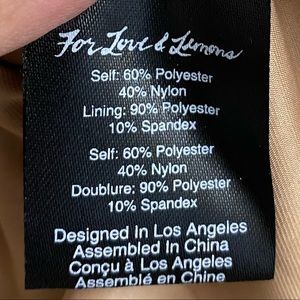 For Love & Lemons
Self: 60% Polyester
40% Nylon
Lining: 90% Polyester
10% Spandex
Self: 60% Polyester
40% Nylon
Doublure: 90% Polyester
10% Spandex
Designed In Los Angeles
Assembled In China
Conçu à Los Angeles
Assemblé en Chine